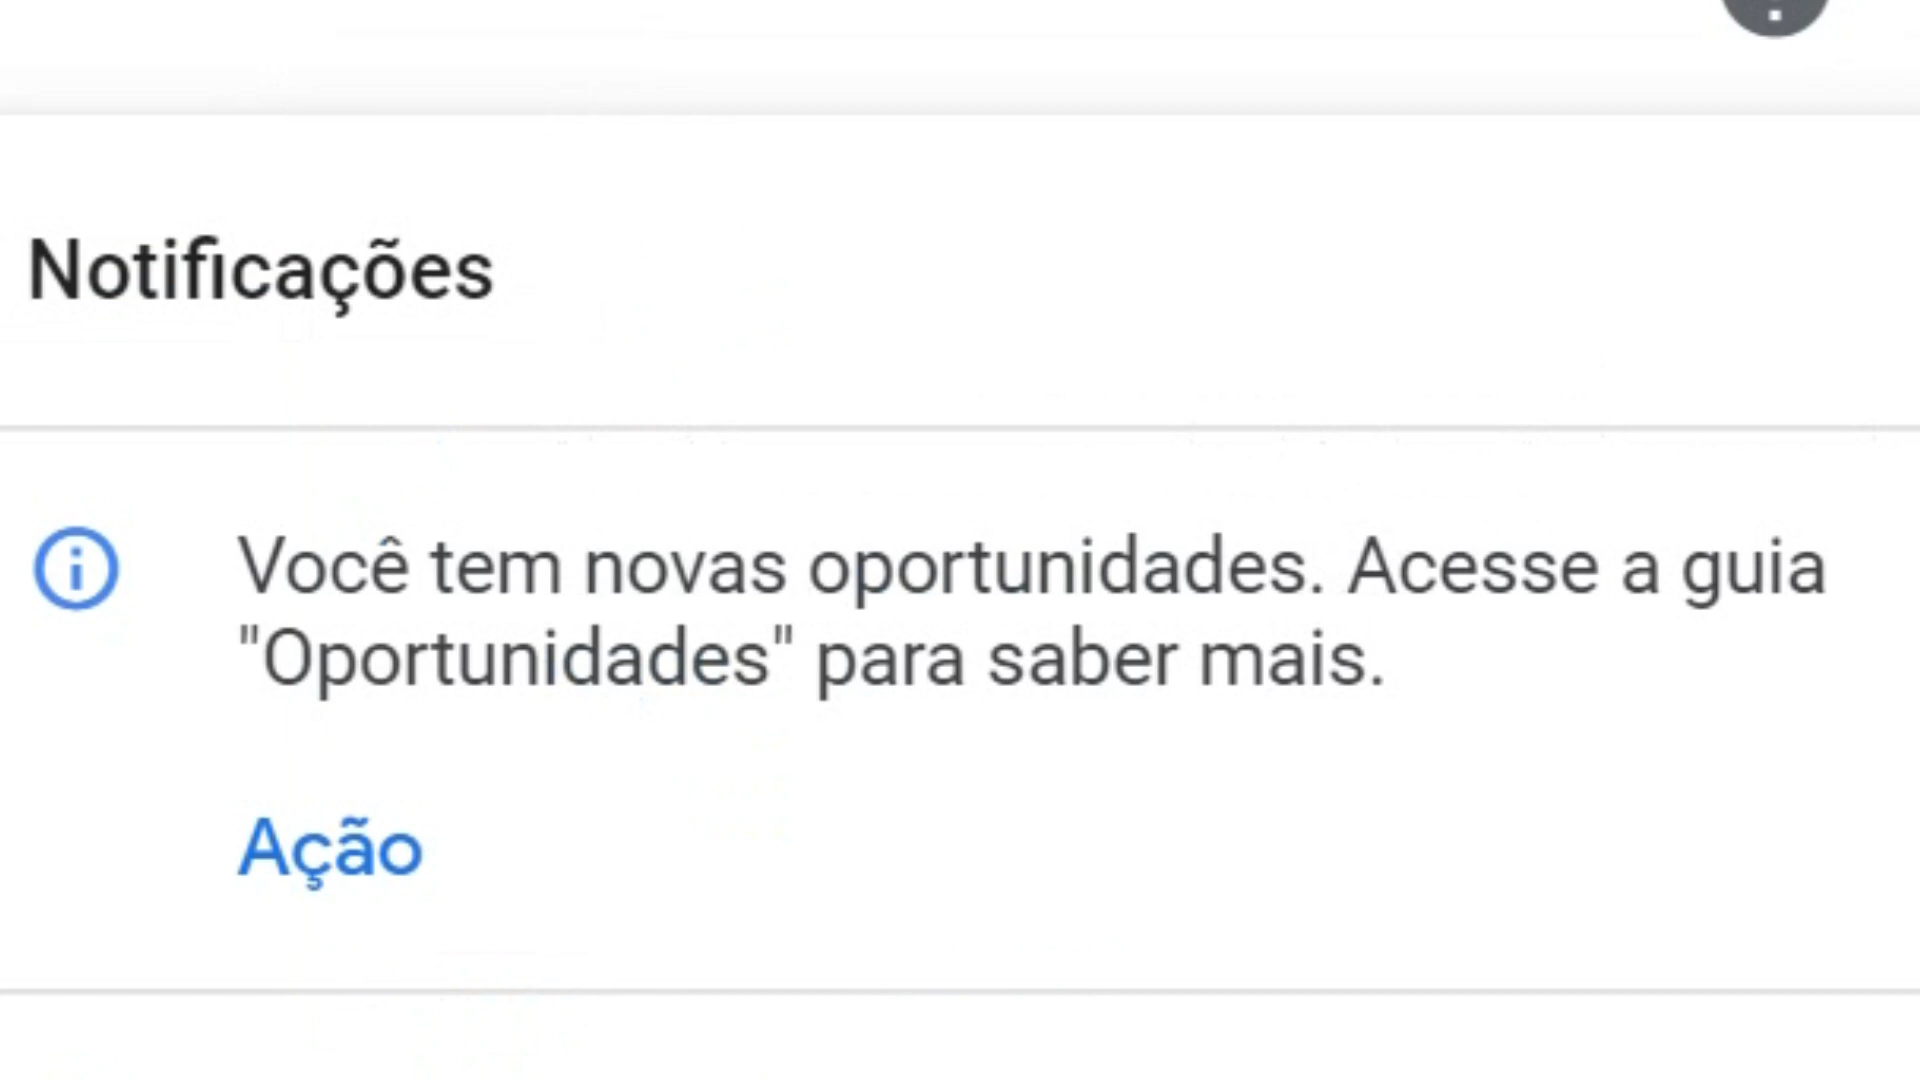 Notificações
Você tem novas oportunidades. Acesse a guia
"Oportunidades" para saber mais.
Ação